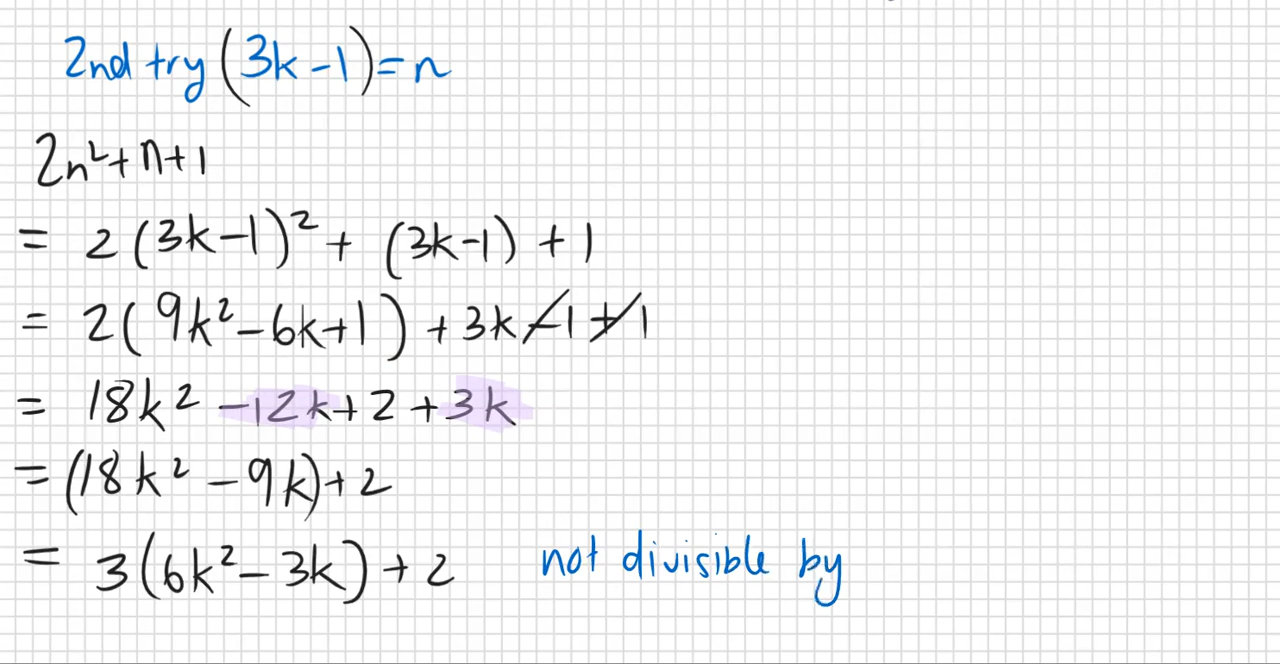 2nd try (3k-1)=n
2n²+n+1
= 2(3k-1)² + (3k-1) + 1
= 2(9k²-6k+1) +3k-1+1
= 18k² -12k+2 +3k
=(18k² -9k)+2
= 3(6k²-3k)+2 not divisible by